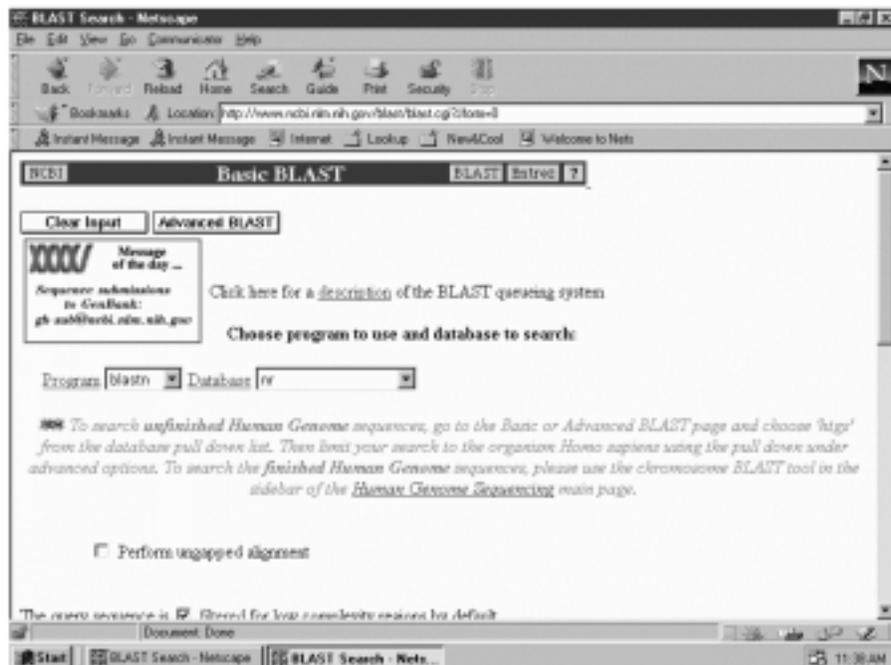 BLAST Search - Netscape
File Edit View Go Communicator Help
Back Forward Reload Home Search Guide Print Security Stop
Bookmarks Location: http://www.ncbi.nlm.nih.gov/blast/blast.cgi?Jform=0
Instant Message Instant Message Internet Lookup New&Cool Welcome to Nets
NCBI Basic BLAST BLAST Entrez ?
Clear Input Advanced BLAST
Message
of the day ...
Sequence submissions
to GenBank:
gb-sub@ncbi.nlm.nih.gov
Click here for a description of the BLAST queueing system
Choose program to use and database to search:
Program blastn Database nr
To search unfinished Human Genome sequences, go to the Basic or Advanced BLAST page and choose 'htgs'
from the database pull down list. Then limit your search to the organism Homo sapiens using the pull down under
advanced options. To search the finished Human Genome sequences, please use the chromosome BLAST tool in the
sidebar of the Human Genome Sequencing main page.
Perform ungapped alignment
The query sequence is filtered for low complexity regions by default
Document: Done
Start BLAST Search - Netscape BLAST Search - Nets... 11:38 AM